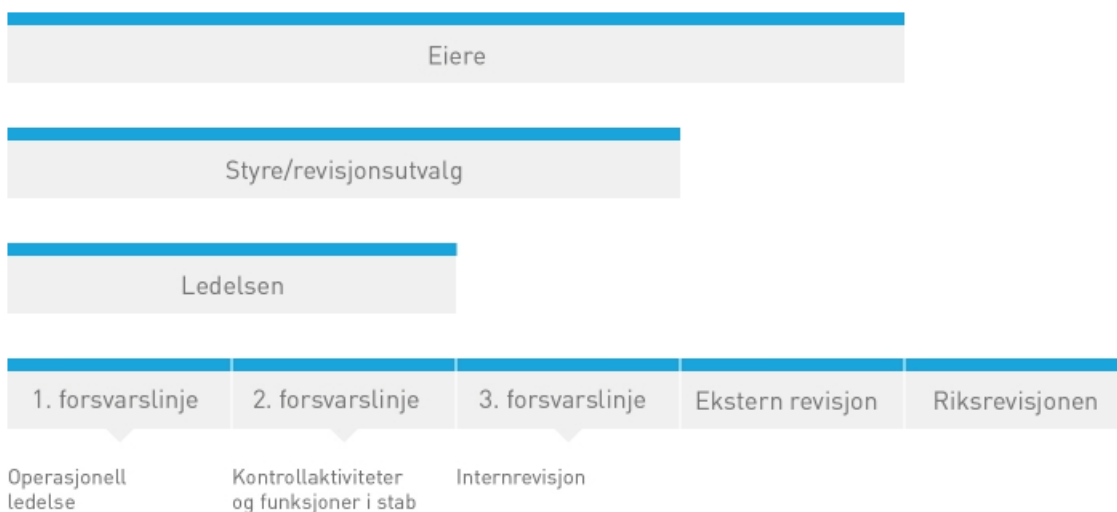 Eiere
Styre/revisjonsutvalg
Ledelsen
1. forsvarslinje
2. forsvarslinje
3. forsvarslinje
Ekstern revisjon
Riksrevisjonen
Operasjonell
ledelse
Kontrollaktiviteter
og funksjoner i stab
Internrevisjon